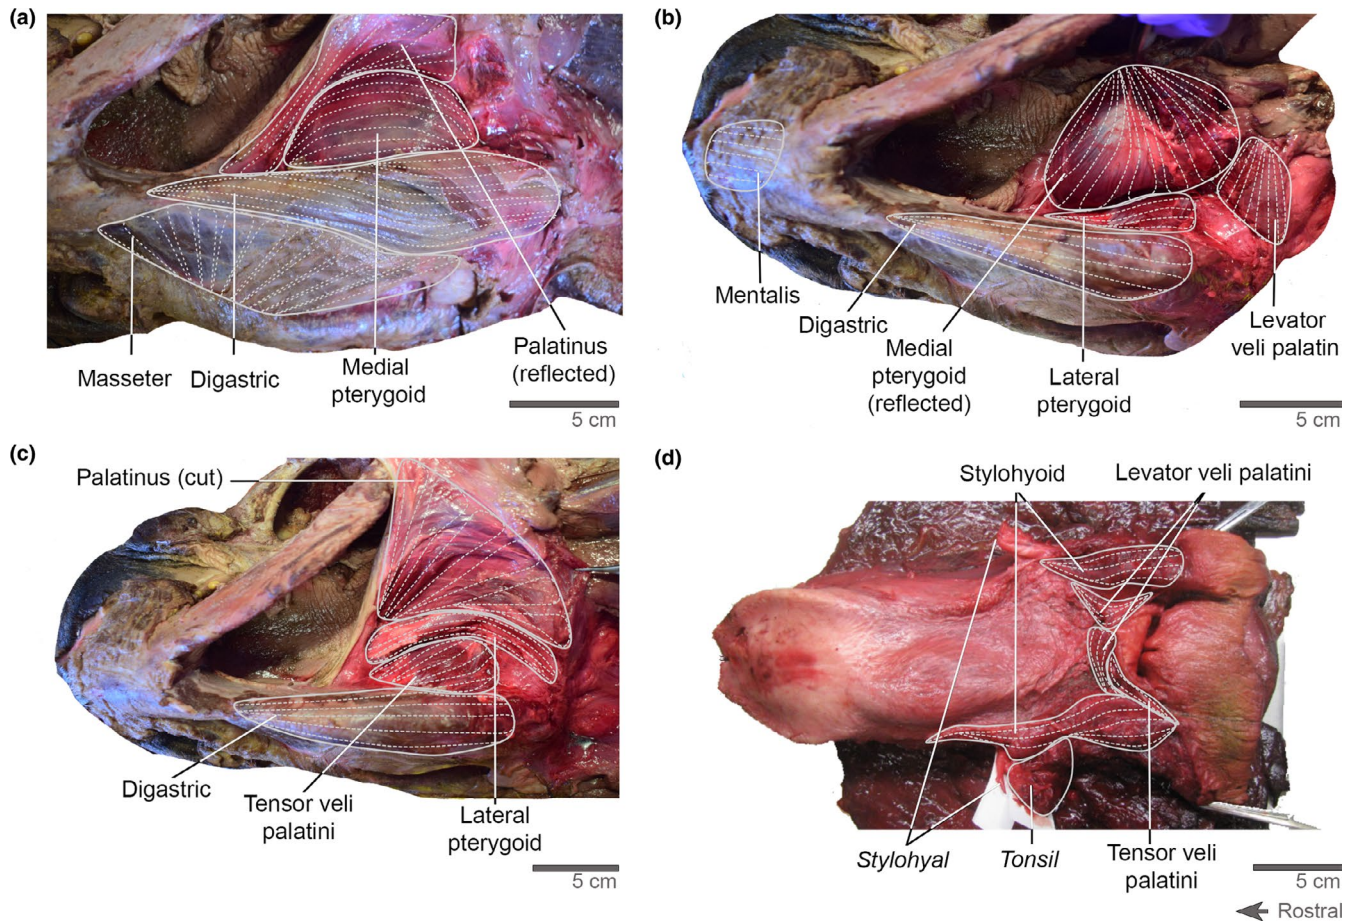 (a)
Masseter
Digastric
Medial
pterygoid
Palatinus
(reflected)
5 cm
(b)
Mentalis
Digastric
Medial
pterygoid
(reflected)
Lateral
pterygoid
Levator
veli palatin
5 cm
(c)
Palatinus (cut)
Digastric
Tensor veli
palatini
Lateral
pterygoid
5 cm
(d)
Stylohyoid
Levator veli palatini
Stylohyal
Tonsil
Tensor veli
palatini
5 cm
Rostral